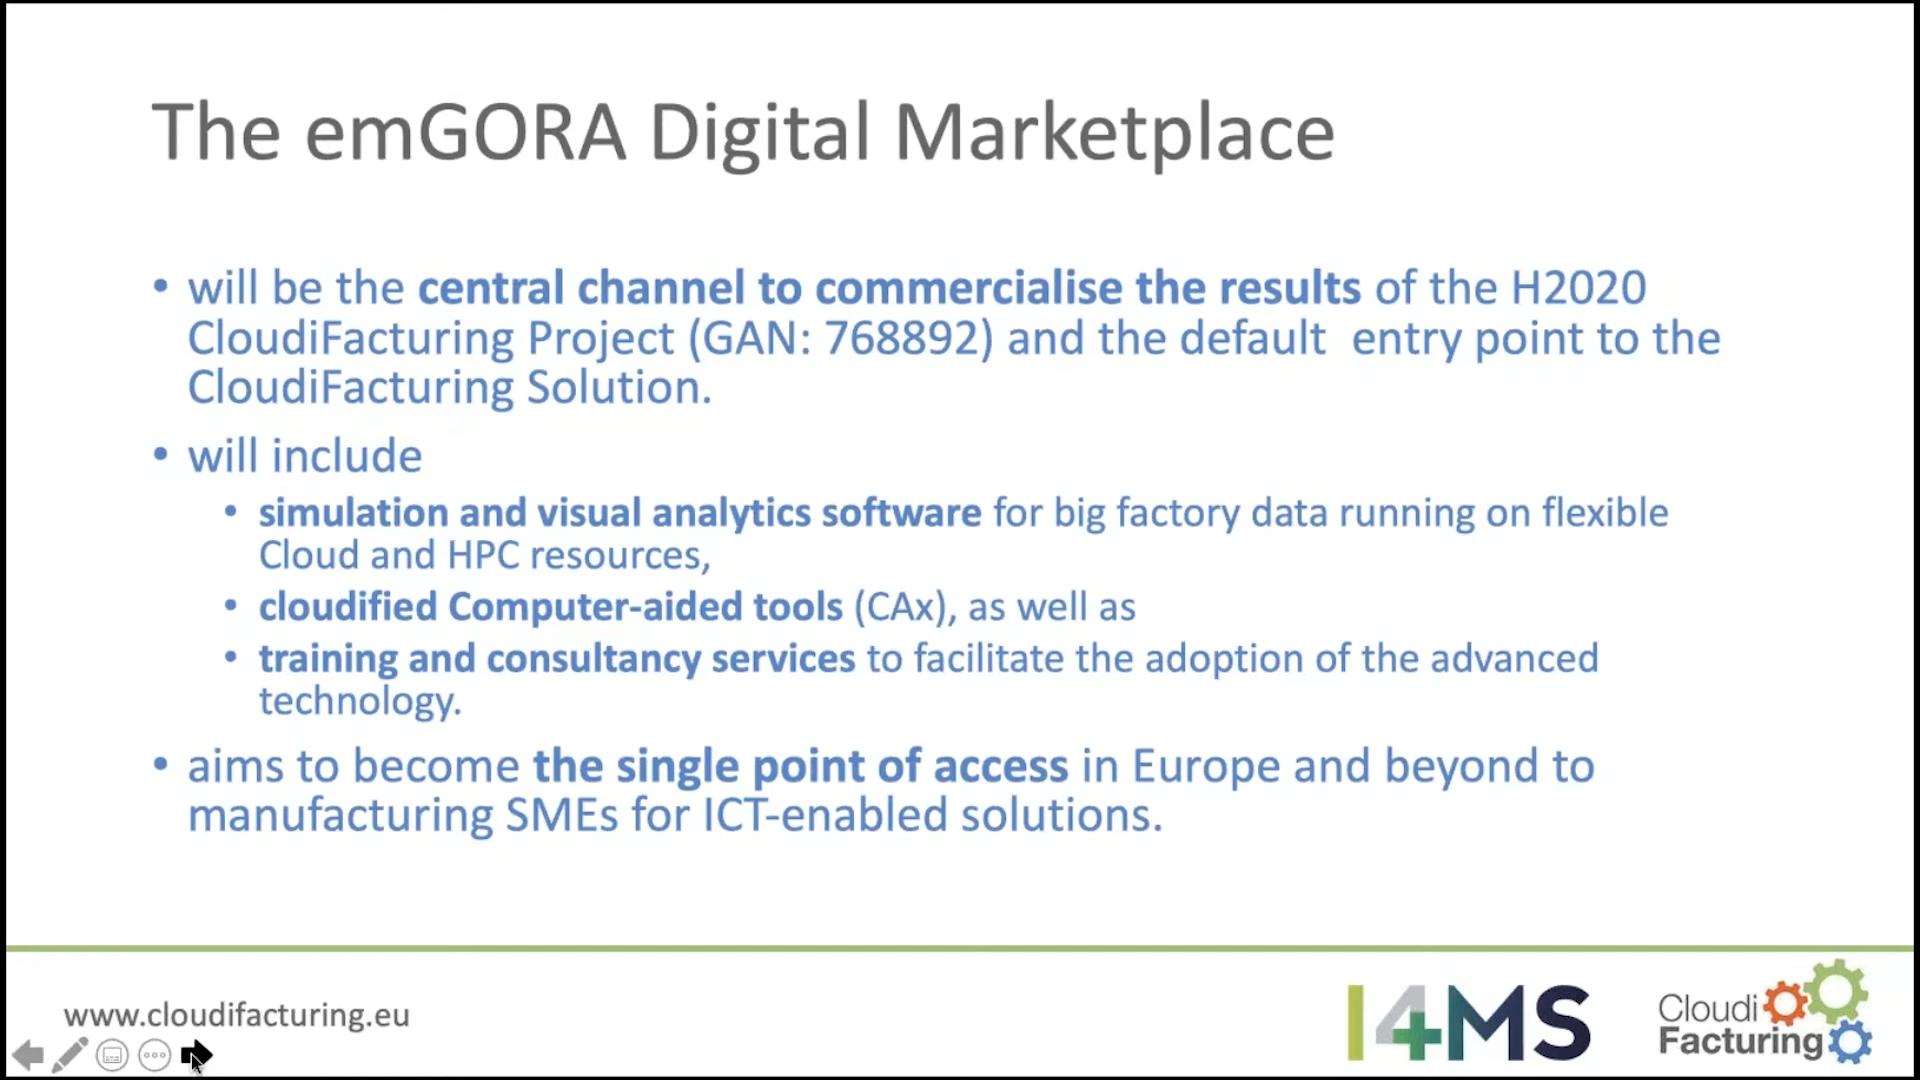 The emGORA Digital Marketplace
• will be the central channel to commercialise the results of the H2020
CloudiFacturing Project (GAN: 768892) and the default  entry point to the
CloudiFacturing Solution.
• will include
• simulation and visual analytics software for big factory data running on flexible
Cloud and HPC resources,
• cloudified Computer-aided tools (CAx), as well as
• training and consultancy services to facilitate the adoption of the advanced
technology.
• aims to become the single point of access in Europe and beyond to
manufacturing SMEs for ICT-enabled solutions.
www.cloudifacturing.eu
I4MS
Cloudi
Facturing